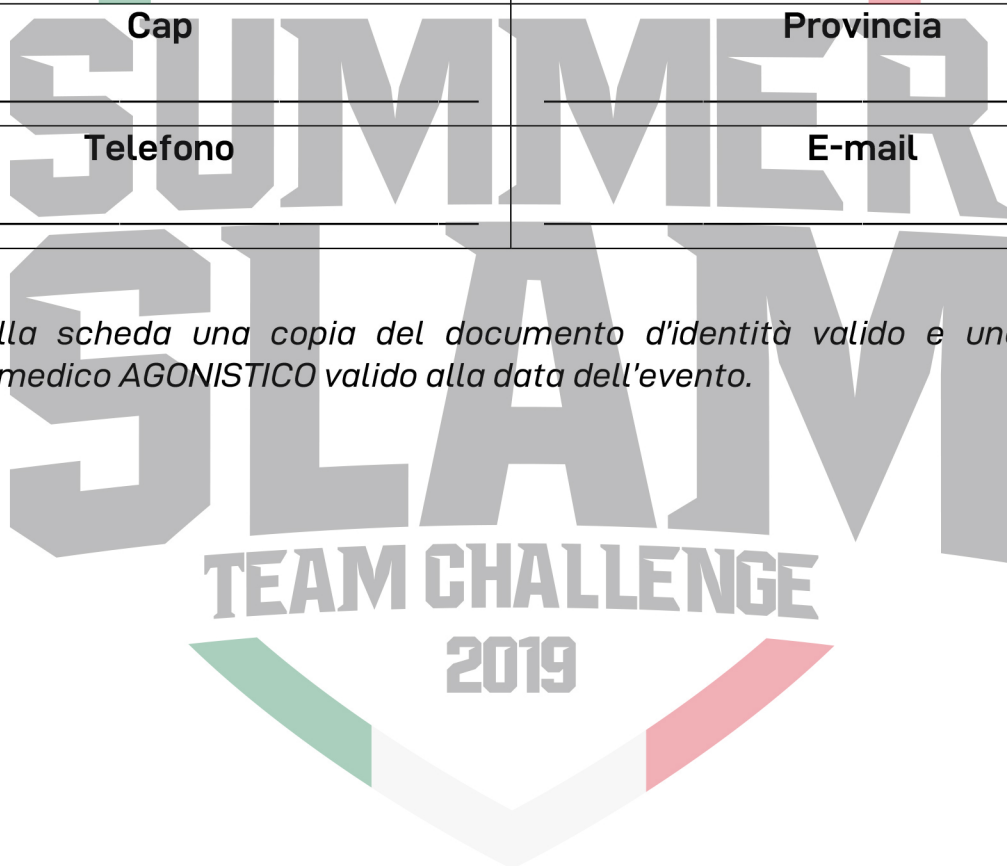 Cap Provincia
Telefono E-mail
lla scheda una copia del documento d'identità valido e un
medico AGONISTICO valido alla data dell'evento.
SUMMER
SLAM
TEAM CHALLENGE
2019